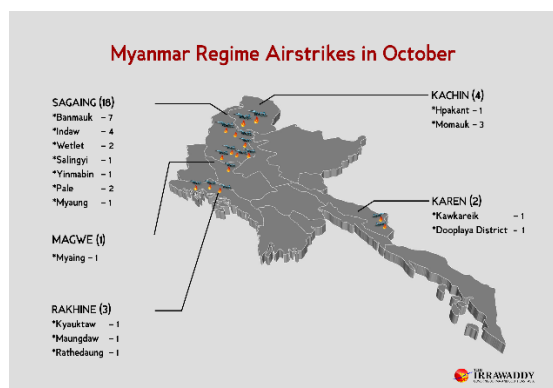 Myanmar Regime Airstrikes in October
SAGAING (18)
*Banmauk – 7
*Indaw – 4
*Wetlet – 2
*Salingyi – 1
*Yinmabin – 1
*Pale – 2
*Myaung – 1
MAGWE (1)
*Myaing – 1
RAKHINE (3)
*Kyauktaw – 1
*Maungdaw – 1
*Rathedaung – 1
KACHIN (4)
*Hpakant – 1
*Momauk – 3
KAREN (2)
*Kawkareik – 1
*Dooplaya District – 1
THE
IRRAWADDY